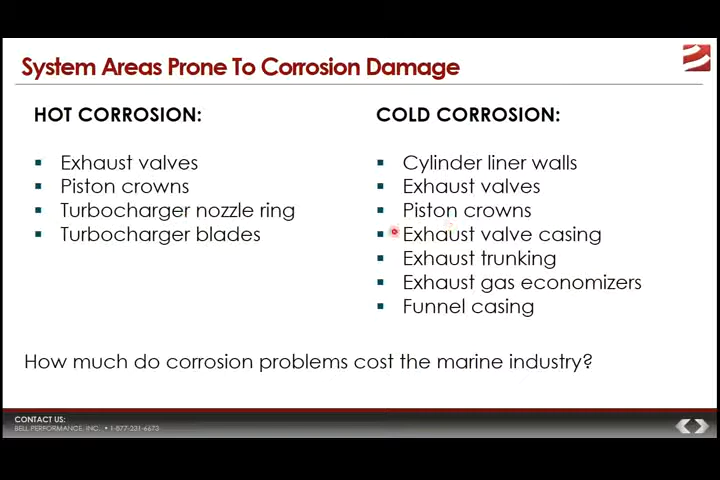 System Areas Prone To Corrosion Damage
HOT CORROSION:
Exhaust valves
Piston crowns
Turbocharger nozzle ring
Turbocharger blades
COLD CORROSION:
Cylinder liner walls
Exhaust valves
Piston crowns
Exhaust valve casing
Exhaust trunking
Exhaust gas economizers
Funnel casing
How much do corrosion problems cost the marine industry?
CONTACT US:
BELL PERFORMANCE, INC. • 1-877-231-6673